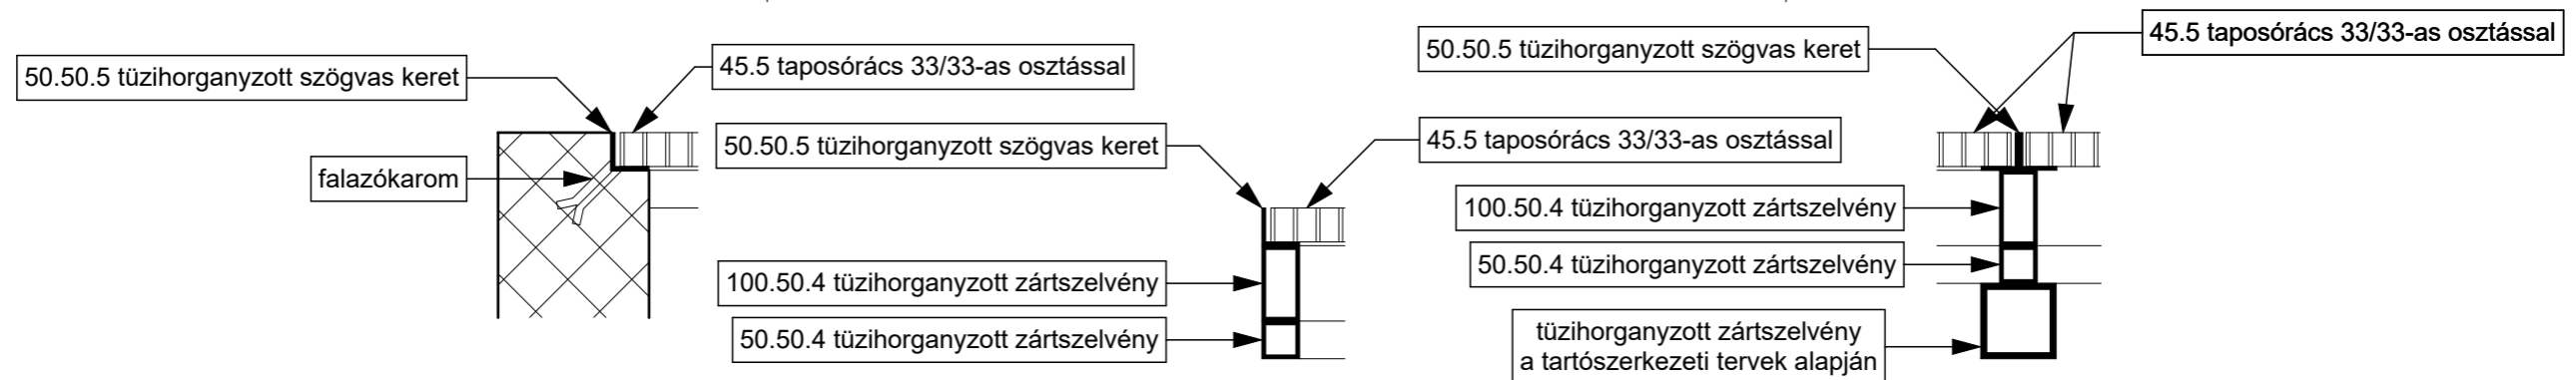 50.50.5 tüzihorganyzott szögvas keret
45.5 taposórács 33/33-as osztással
falazókarom
50.50.5 tüzihorganyzott szögvas keret
45.5 taposórács 33/33-as osztással
100.50.4 tüzihorganyzott zártszelvény
50.50.4 tüzihorganyzott zártszelvény
50.50.5 tüzihorganyzott szögvas keret
45.5 taposórács 33/33-as osztással
100.50.4 tüzihorganyzott zártszelvény
50.50.4 tüzihorganyzott zártszelvény
tüzihorganyzott zártszelvény
a tartószerkezeti tervek alapján